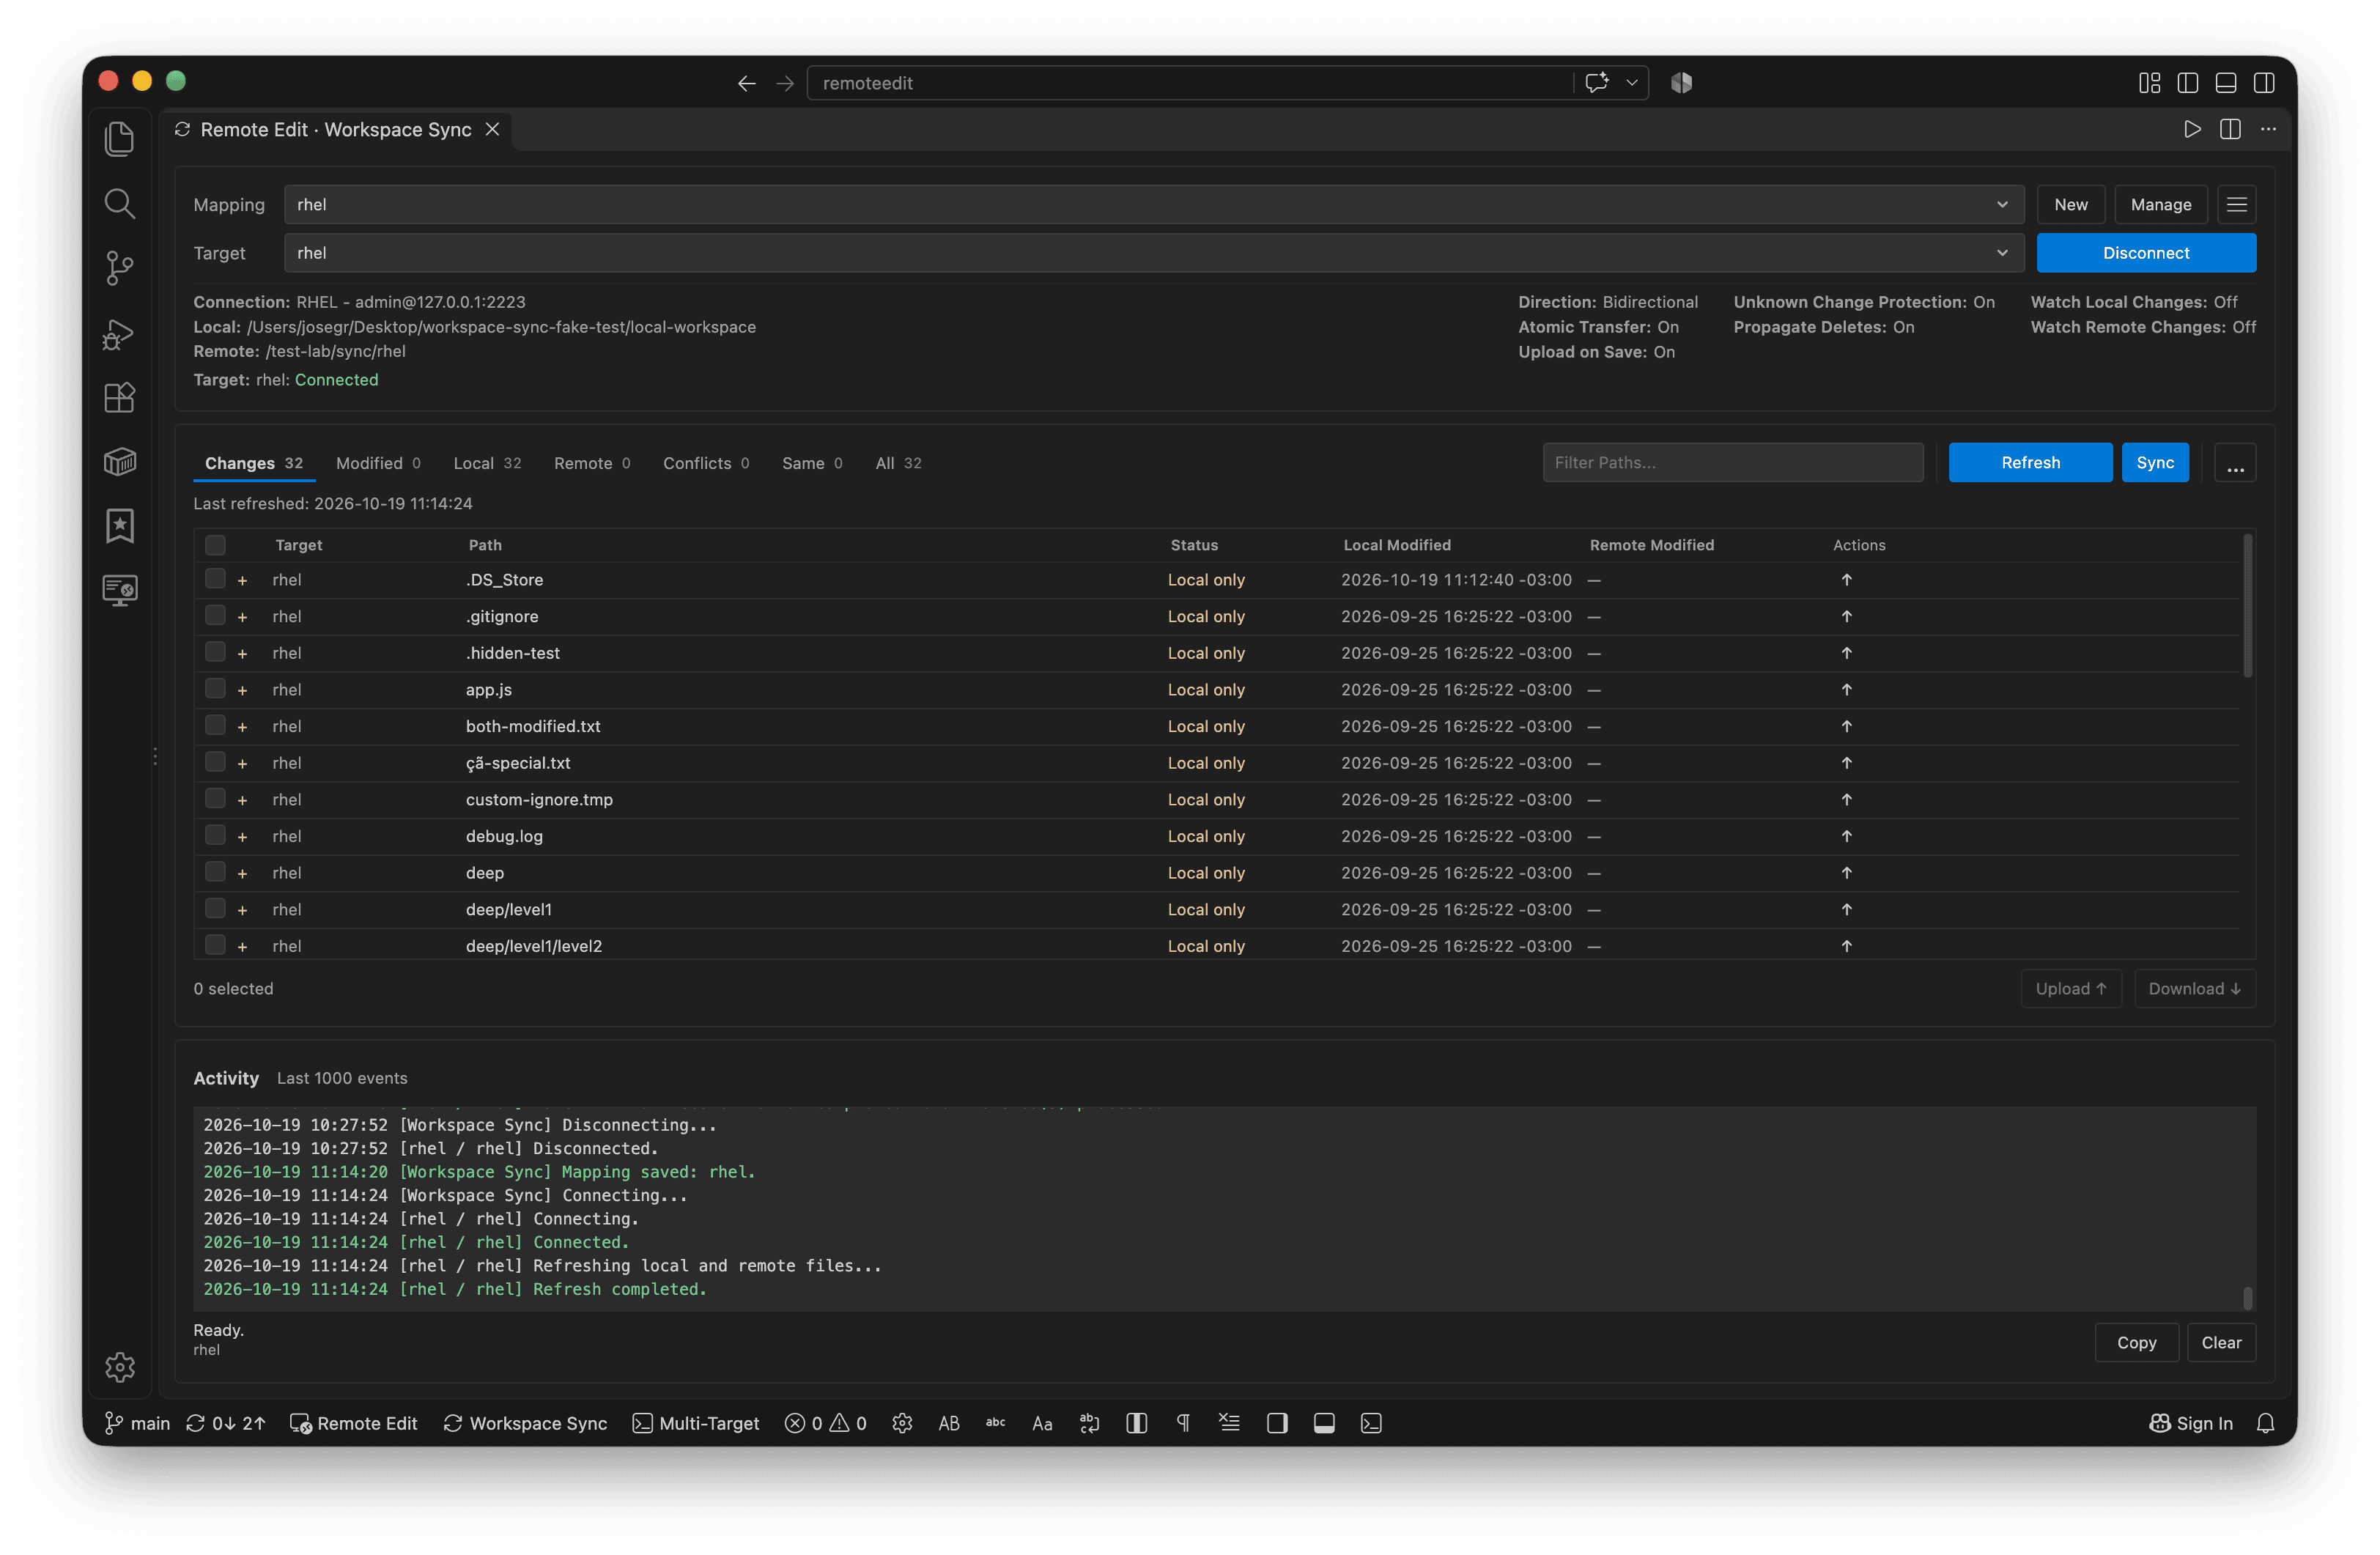 remoteedit
Remote Edit · Workspace Sync
Mapping rhel New Manage
Target rhel Disconnect
Connection: RHEL - admin@127.0.0.1:2223 Direction: Bidirectional Unknown Change Protection: On Watch Local Changes: Off
Local: /Users/josegr/Desktop/workspace-sync-fake-test/local-workspace Atomic Transfer: On Propagate Deletes: On Watch Remote Changes: Off
Remote: /test-lab/sync/rhel Upload on Save: On
Target: rhel: Connected
Changes 32 Modified 0 Local 32 Remote 0 Conflicts 0 Same 0 All 32 Filter Paths... Refresh Sync ...
Last refreshed: 2026-10-19 11:14:24
Target Path Status Local Modified Remote Modified Actions
+ rhel .DS_Store Local only 2026-10-19 11:12:40 -03:00 — ↑
+ rhel .gitignore Local only 2026-09-25 16:25:22 -03:00 — ↑
+ rhel .hidden-test Local only 2026-09-25 16:25:22 -03:00 — ↑
+ rhel app.js Local only 2026-09-25 16:25:22 -03:00 — ↑
+ rhel both-modified.txt Local only 2026-09-25 16:25:22 -03:00 — ↑
+ rhel çã-special.txt Local only 2026-09-25 16:25:22 -03:00 — ↑
+ rhel custom-ignore.tmp Local only 2026-09-25 16:25:22 -03:00 — ↑
+ rhel debug.log Local only 2026-09-25 16:25:22 -03:00 — ↑
+ rhel deep Local only 2026-09-25 16:25:22 -03:00 — ↑
+ rhel deep/level1 Local only 2026-09-25 16:25:22 -03:00 — ↑
+ rhel deep/level1/level2 Local only 2026-09-25 16:25:22 -03:00 — ↑
0 selected Upload ↑ Download ↓
Activity Last 1000 events
2026-10-19 10:27:52 [Workspace Sync] Disconnecting...
2026-10-19 10:27:52 [rhel / rhel] Disconnected.
2026-10-19 11:14:20 [Workspace Sync] Mapping saved: rhel.
2026-10-19 11:14:24 [Workspace Sync] Connecting...
2026-10-19 11:14:24 [rhel / rhel] Connecting.
2026-10-19 11:14:24 [rhel / rhel] Connected.
2026-10-19 11:14:24 [rhel / rhel] Refreshing local and remote files...
2026-10-19 11:14:24 [rhel / rhel] Refresh completed.
Ready.
rhel
Copy Clear
main 0↓ 2↑ Remote Edit Workspace Sync Multi-Target 0 0 AB abc Aa ab c ¶ Sign In